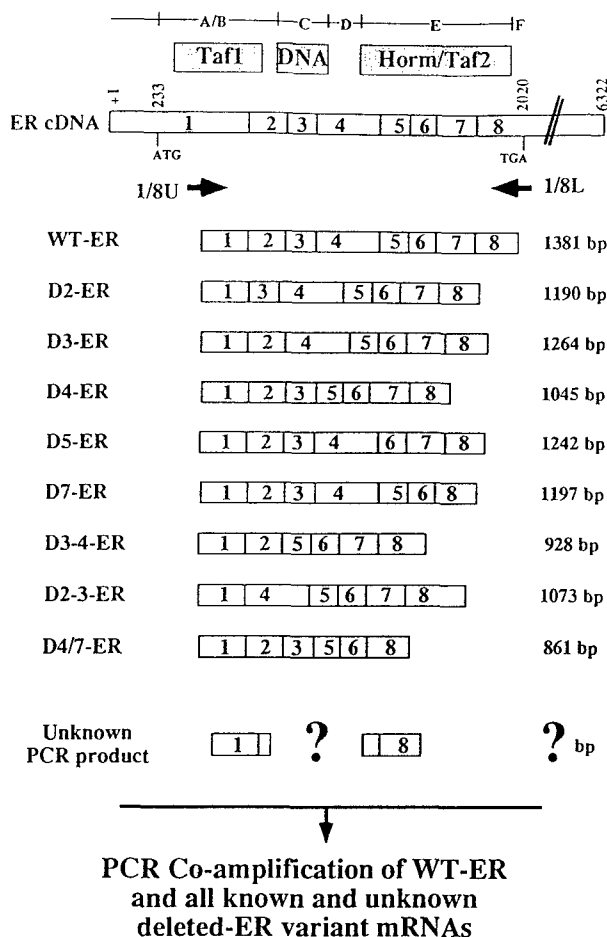 A/B C D E F
Taf1 DNA Horm/Taf2
+1 233 2020 6322
ER cDNA 1 2 3 4 5 6 7 8
ATG TGA
1/8U 1/8L
WT-ER 1 2 3 4 5 6 7 8 1381 bp
D2-ER 1 3 4 5 6 7 8 1190 bp
D3-ER 1 2 4 5 6 7 8 1264 bp
D4-ER 1 2 3 5 6 7 8 1045 bp
D5-ER 1 2 3 4 6 7 8 1242 bp
D7-ER 1 2 3 4 5 6 8 1197 bp
D3-4-ER 1 2 5 6 7 8 928 bp
D2-3-ER 1 4 5 6 7 8 1073 bp
D4/7-ER 1 2 3 5 6 8 861 bp
Unknown
PCR product 1 ? 8 ? bp
PCR Co-amplification of WT-ER
and all known and unknown
deleted-ER variant mRNAs